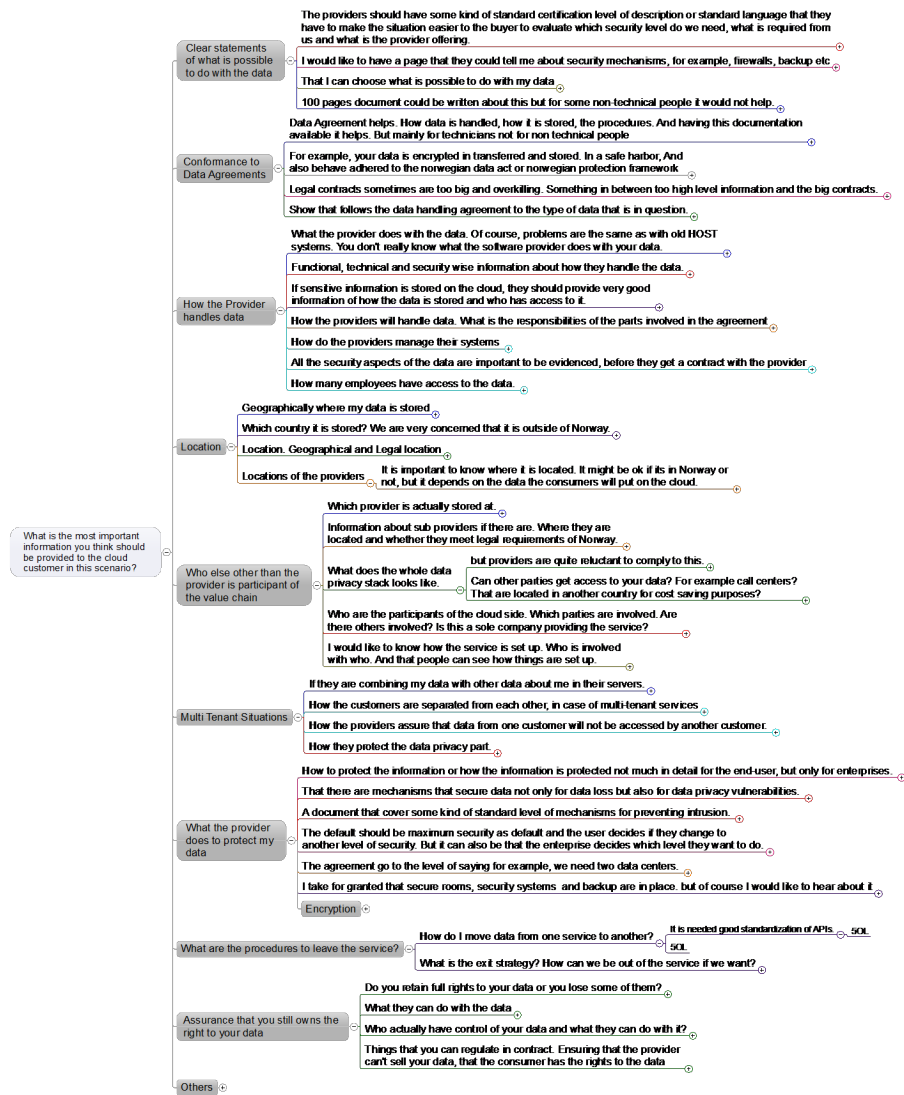 The providers should have some kind of standard certification level of description or standard language that they
have to make the situation easier to the buyer to evaluate which security level do we need, what is required from
us and what is the provider offering.
Clear statements
of what is possible
to do with the data
I would like to have a page that they could tell me about security mechanisms, for example, firewalls, backup etc
That I can choose what is possible to do with my data
100 pages document could be written about this but for some non-technical people it would not help.
Data Agreement helps. How data is handled, how it is stored, the procedures. And having this documentation
available it helps. But mainly for technicians not for non technical people
Conformance to
Data Agreements
For example, your data is encrypted in transferred and stored. In a safe harbor, And
also behave adhered to the norwegian data act or norwegian protection framework
Legal contracts sometimes are too big and overkilling. Something in between too high level information and the big contracts.
Show that follows the data handling agreement to the type of data that is in question.
What the provider does with the data. Of course, problems are the same as with old HOST
systems. You don't really know what the software provider does with your data.
Functional, technical and security wise information about how they handle the data.
If sensitive information is stored on the cloud, they should provide very good
information of how the data is stored and who has access to it.
How the Provider
handles data
How the providers will handle data. What is the responsibilities of the parts involved in the agreement
How do the providers manage their systems
All the security aspects of the data are important to be evidenced, before they get a contract with the provider
How many employees have access to the data.
Geographically where my data is stored
Which country it is stored? We are very concerned that it is outside of Norway.
Location
Location. Geographical and Legal location
Locations of the providers
It is important to know where it is located. It might be ok if its in Norway or
not, but it depends on the data the consumers will put on the cloud.
What is the most important
information you think should
be provided to the cloud
customer in this scenario?
Which provider is actually stored at.
Information about sub providers if there are. Where they are
located and whether they meet legal requirements of Norway.
Who else other than the
provider is participant of
the value chain
What does the whole data
privacy stack looks like.
but providers are quite reluctant to comply to this.
Can other parties get access to your data? For example call centers?
That are located in another country for cost saving purposes?
Who are the participants of the cloud side. Which parties are involved. Are
there others involved? Is this a sole company providing the service?
I would like to know how the service is set up. Who is involved
with who. And that people can see how things are set up.
If they are combining my data with other data about me in their servers.
How the customers are separated from each other, in case of multi-tenant services
Multi Tenant Situations
How the providers assure that data from one customer will not be accessed by another customer.
How they protect the data privacy part.
How to protect the information or how the information is protected not much in detail for the end-user, but only for enterprises.
That there are mechanisms that secure data not only for data loss but also for data privacy vulnerabilities.
A document that cover some kind of standard level of mechanisms for preventing intrusion.
What the provider
does to protect my
data
The default should be maximum security as default and the user decides if they change to
another level of security. But it can also be that the enterprise decides which level they want to do.
The agreement go to the level of saying for example, we need two data centers.
I take for granted that secure rooms, security systems and backup are in place. but of course I would like to hear about it
Encryption
What are the procedures to leave the service?
How do I move data from one service to another?
It is needed good standardization of APIs.
5OL
5OL
What is the exit strategy? How can we be out of the service if we want?
Do you retain full rights to your data or you lose some of them?
What they can do with the data
Assurance that you still owns the
right to your data
Who actually have control of your data and what they can do with it?
Things that you can regulate in contract. Ensuring that the provider
can't sell your data, that the consumer has the rights to the data
Others